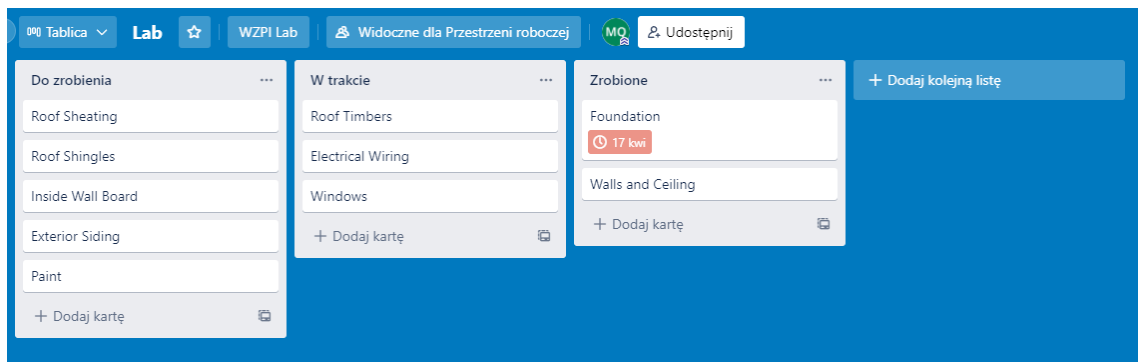 Tablica
Lab
WZPI Lab
Widoczne dla Przestrzeni roboczej
MQ
Udostępnij
Do zrobienia
Roof Sheating
Roof Shingles
Inside Wall Board
Exterior Siding
Paint
+ Dodaj kartę
W trakcie
Roof Timbers
Electrical Wiring
Windows
+ Dodaj kartę
Zrobione
Foundation
17 kwi
Walls and Ceiling
+ Dodaj kartę
+ Dodaj kolejną listę